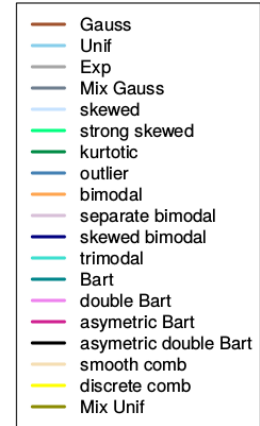 Gauss
Unif
Exp
Mix Gauss
skewed
strong skewed
kurtotic
outlier
bimodal
separate bimodal
skewed bimodal
trimodal
Bart
double Bart
asymetric Bart
asymetric double Bart
smooth comb
discrete comb
Mix Unif